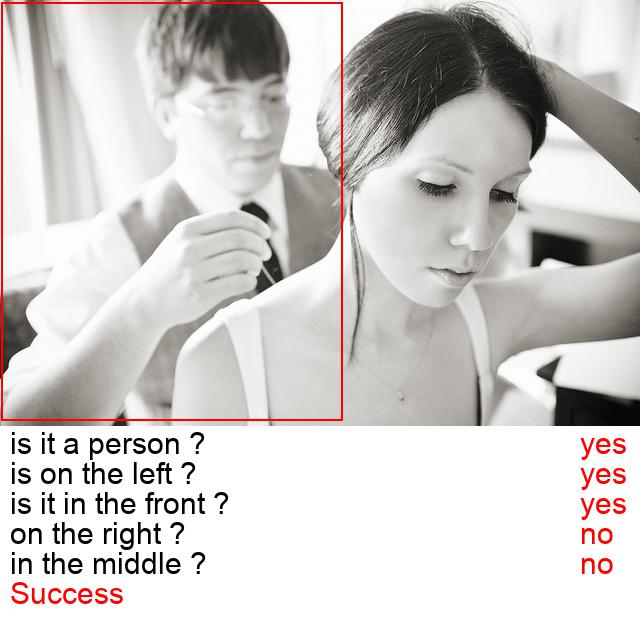 is it a person ? yes
is on the left ? yes
is it in the front ? yes
on the right ? no
in the middle ? no
Success